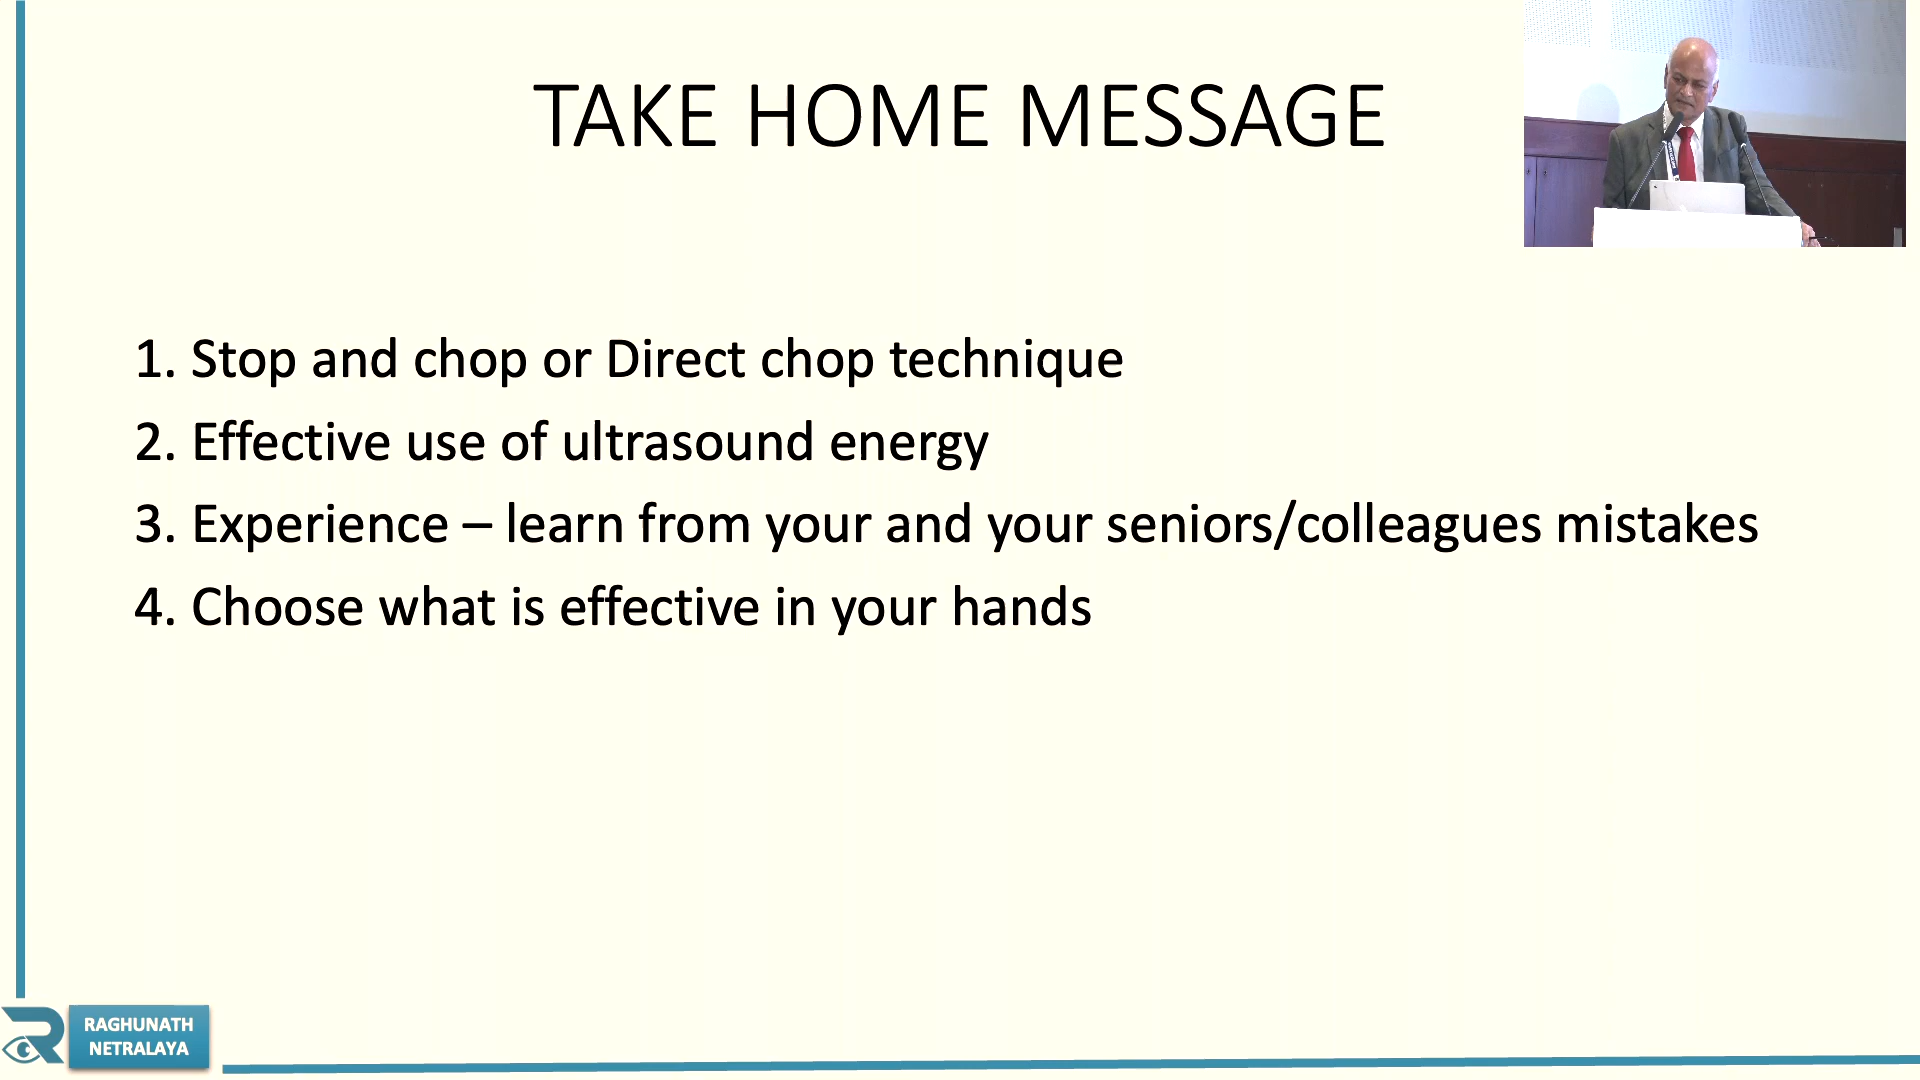 TAKE HOME MESSAGE
1. Stop and chop or Direct chop technique
2. Effective use of ultrasound energy
3. Experience – learn from your and your seniors/colleagues mistakes
4. Choose what is effective in your hands
RAGHUNATH
NETRALAYA